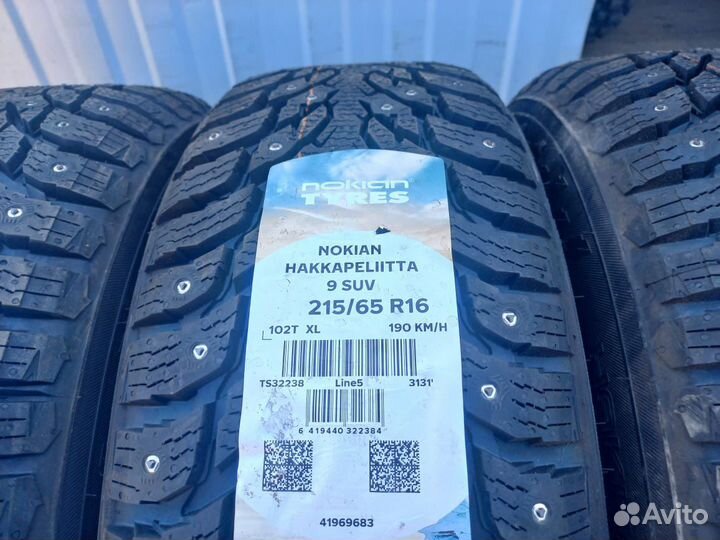 nokian
TYRES
NOKIAN
HAKKAPELIITTA
9 SUV
215/65 R16
102T XL 190 KM/H
TS32238 Line5 3131'
6 419440 322384
41969683
Avito